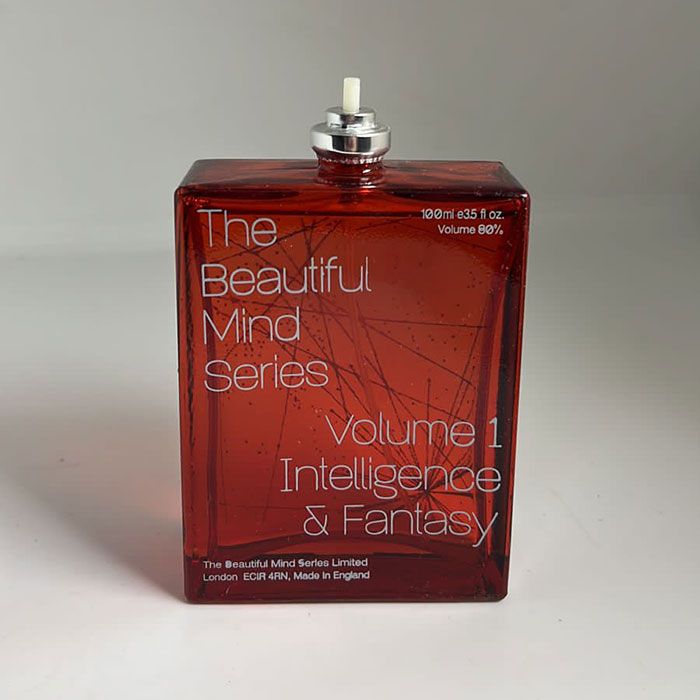 The
Beautiful
Mind
Series
100ml e3.5 fl oz.
Volume 80%
Volume 1
Intelligence
& Fantasy
The Beautiful Mind Series Limited
London EC1R 4RN, Made in England